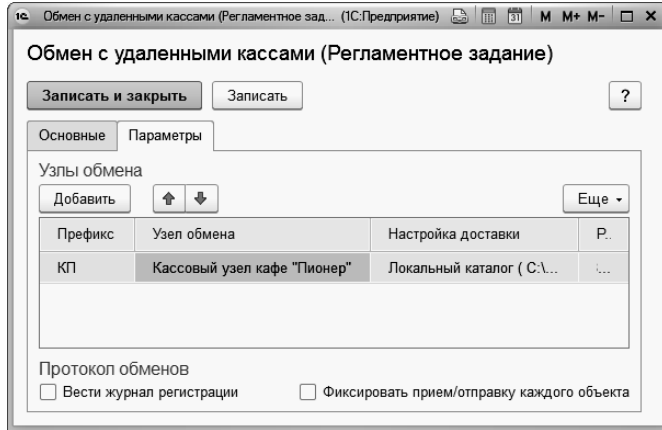 1С Обмен с удаленными кассами (Регламентное зад... (1С:Предприятие) 31 M M+ M-
Обмен с удаленными кассами (Регламентное задание)
Записать и закрыть Записать ?
Основные Параметры
Узлы обмена
Добавить Еще
Префикс Узел обмена Настройка доставки Р..
КП Кассовый узел кафе "Пионер" Локальный каталог ( C:\...
Протокол обменов
Вести журнал регистрации Фиксировать прием/отправку каждого объекта